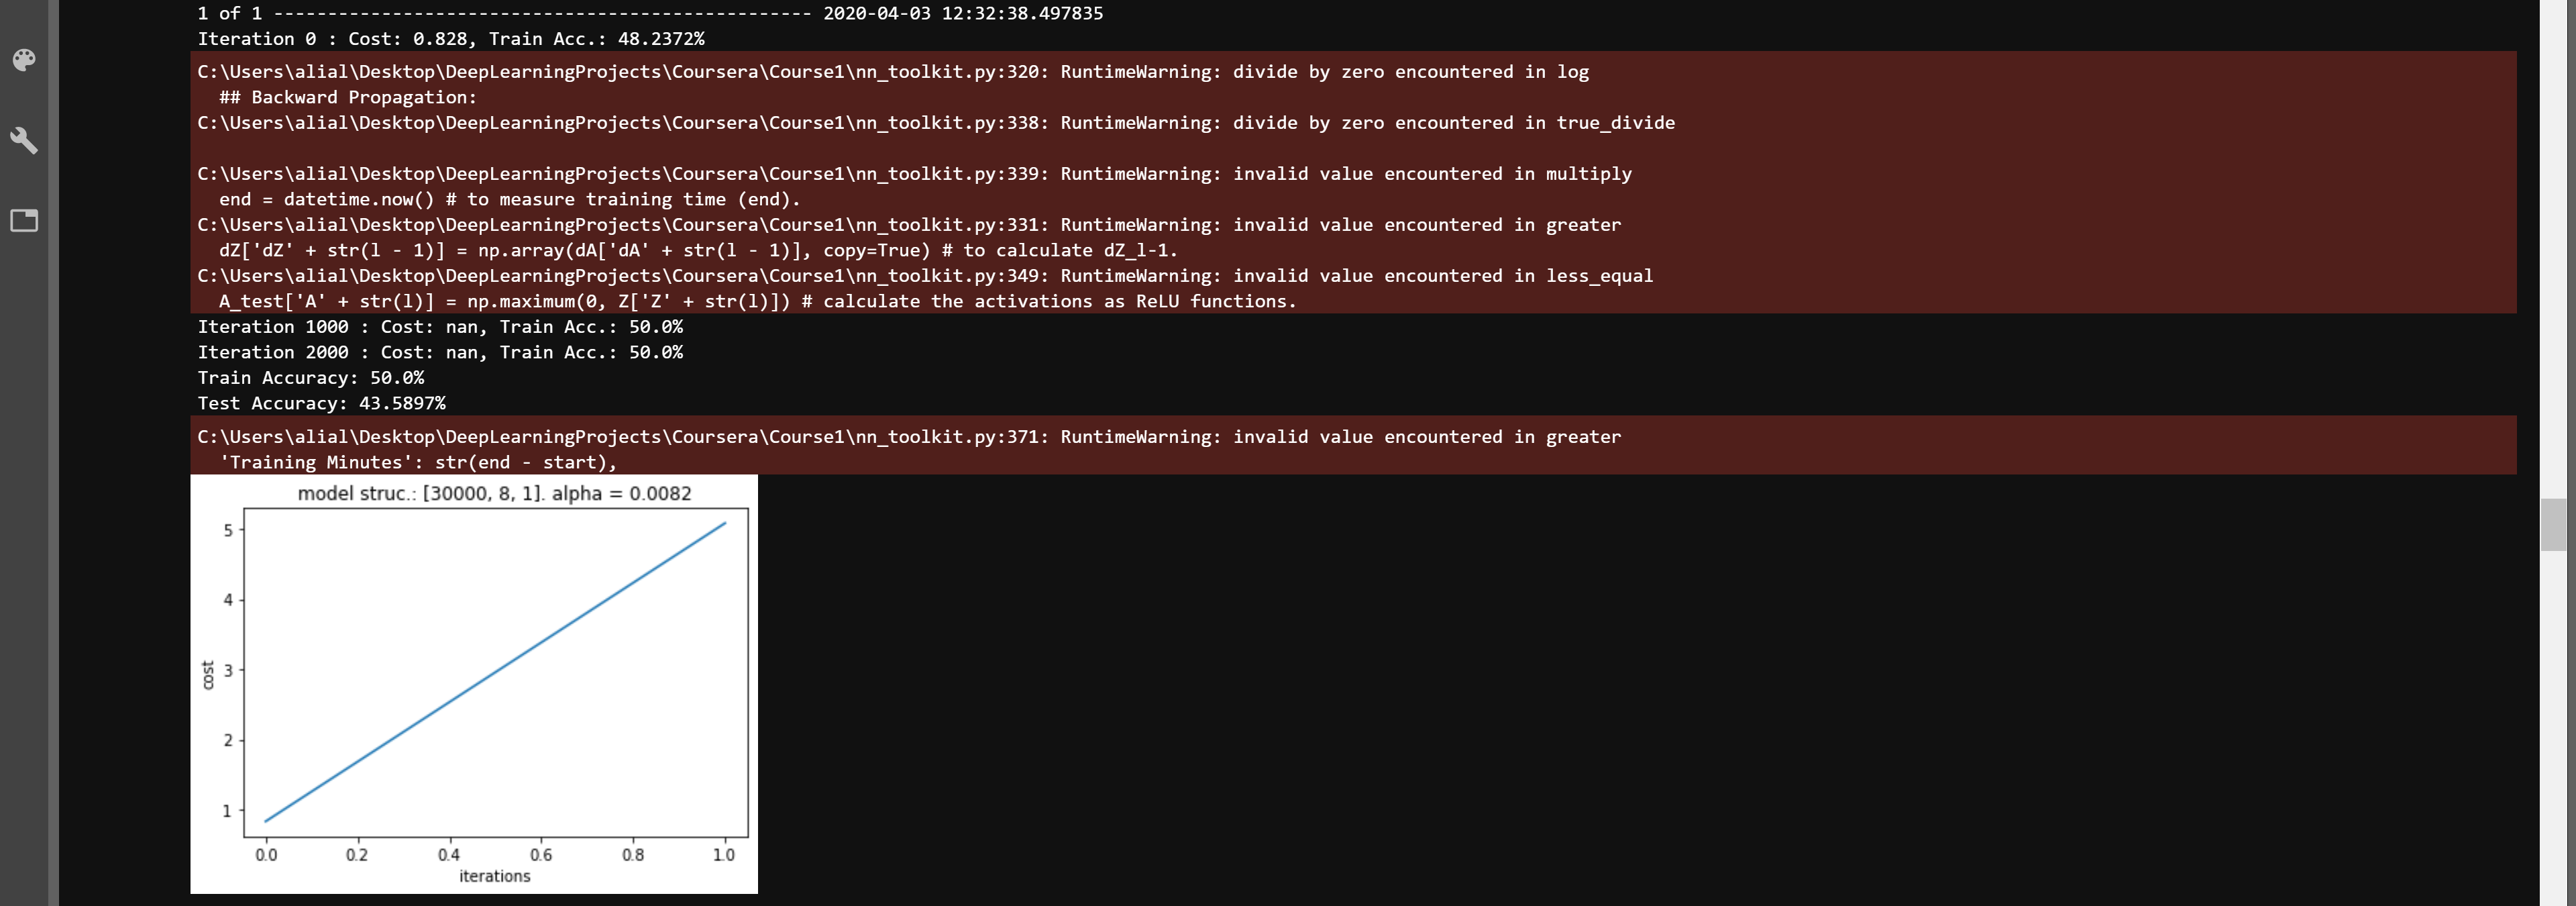 1 of 1 -------------------------------------------------- 2020-04-03 12:32:38.497835
Iteration 0 : Cost: 0.828, Train Acc.: 48.2372%
C:\Users\alial\Desktop\DeepLearningProjects\Coursera\Course1\nn_toolkit.py:320: RuntimeWarning: divide by zero encountered in log
  ## Backward Propagation:
C:\Users\alial\Desktop\DeepLearningProjects\Coursera\Course1\nn_toolkit.py:338: RuntimeWarning: divide by zero encountered in true_divide
C:\Users\alial\Desktop\DeepLearningProjects\Coursera\Course1\nn_toolkit.py:339: RuntimeWarning: invalid value encountered in multiply
  end = datetime.now() # to measure training time (end).
C:\Users\alial\Desktop\DeepLearningProjects\Coursera\Course1\nn_toolkit.py:331: RuntimeWarning: invalid value encountered in greater
  dZ['dZ' + str(l - 1)] = np.array(dA['dA' + str(l - 1)], copy=True) # to calculate dZ_l-1.
C:\Users\alial\Desktop\DeepLearningProjects\Coursera\Course1\nn_toolkit.py:349: RuntimeWarning: invalid value encountered in less_equal
  A_test['A' + str(l)] = np.maximum(0, Z['Z' + str(l)]) # calculate the activations as ReLU functions.
Iteration 1000 : Cost: nan, Train Acc.: 50.0%
Iteration 2000 : Cost: nan, Train Acc.: 50.0%
Train Accuracy: 50.0%
Test Accuracy: 43.5897%
C:\Users\alial\Desktop\DeepLearningProjects\Coursera\Course1\nn_toolkit.py:371: RuntimeWarning: invalid value encountered in greater
  'Training Minutes': str(end - start),
model struc.: [30000, 8, 1]. alpha = 0.0082
5
4
3
2
1
cost
0.0 0.2 0.4 0.6 0.8 1.0
iterations